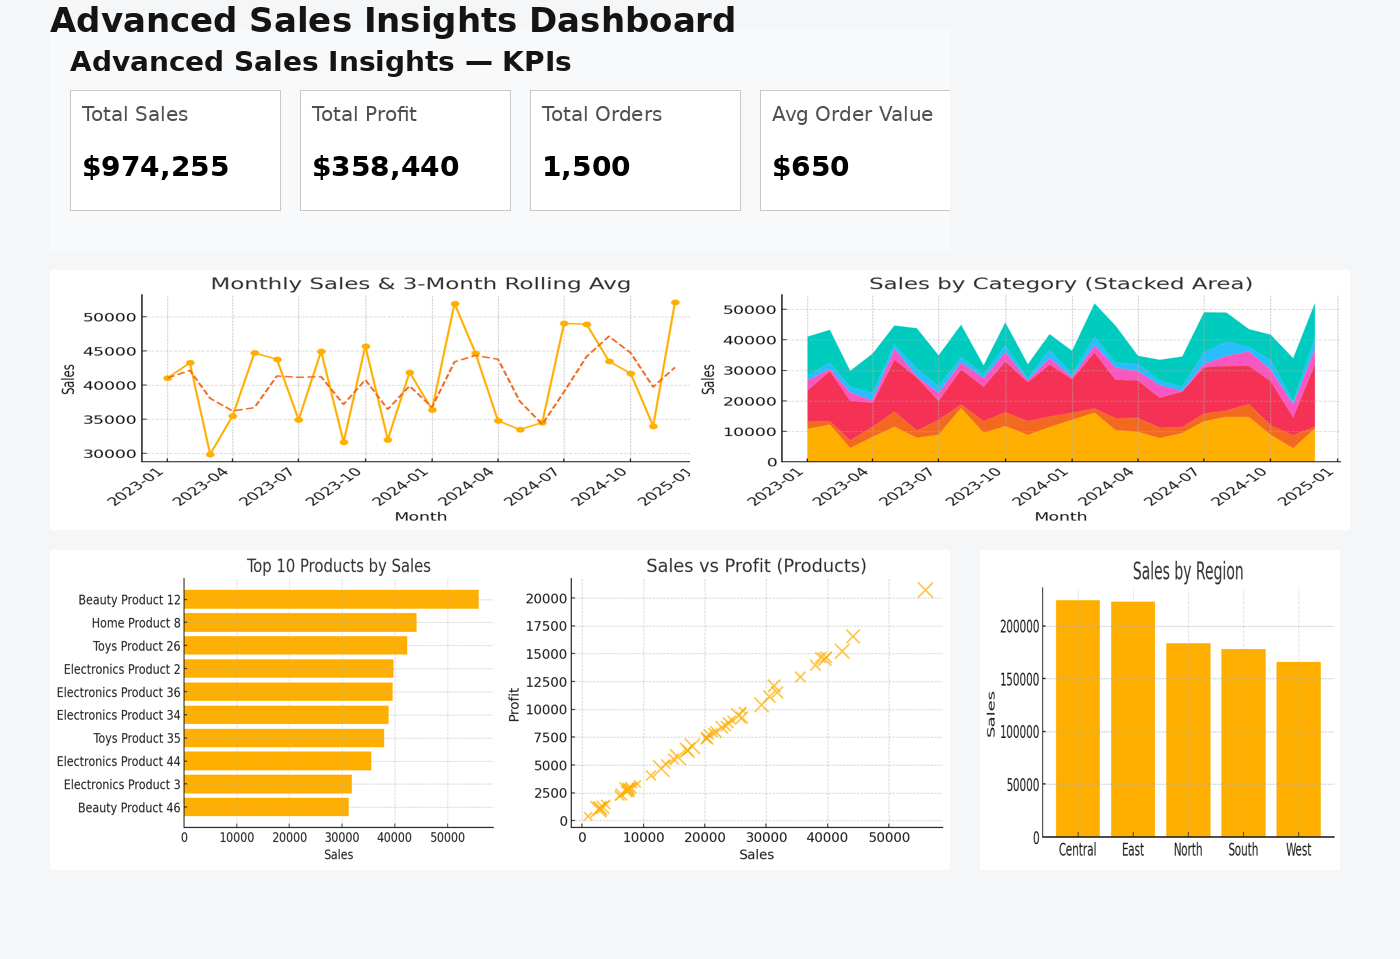 Advanced Sales Insights Dashboard
Advanced Sales Insights — KPIs
Total Sales
$974,255
Total Profit
$358,440
Total Orders
1,500
Avg Order Value
$650
Monthly Sales & 3-Month Rolling Avg
Sales
50000
45000
40000
35000
30000
2023-01
2023-04
2023-07
2023-10
2024-01
2024-04
2024-07
2024-10
2025-01
Month
Sales by Category (Stacked Area)
Sales
50000
40000
30000
20000
10000
0
2023-01
2023-04
2023-07
2023-10
2024-01
2024-04
2024-07
2024-10
2025-01
Month
Top 10 Products by Sales
Beauty Product 12
Home Product 8
Toys Product 26
Electronics Product 2
Electronics Product 36
Electronics Product 34
Toys Product 35
Electronics Product 44
Electronics Product 3
Beauty Product 46
0 10000 20000 30000 40000 50000
Sales
Sales vs Profit (Products)
Profit
20000
17500
15000
12500
10000
7500
5000
2500
0
0 10000 20000 30000 40000 50000
Sales
Sales by Region
Sales
200000
150000
100000
50000
0
Central East North South West